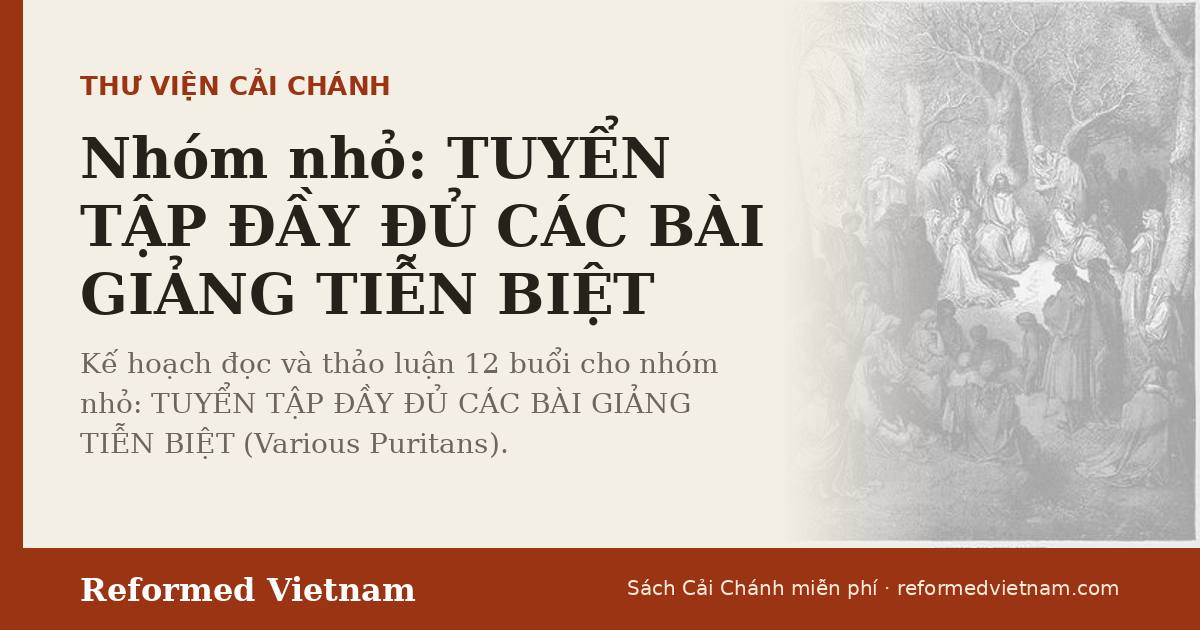 THƯ VIỆN CẢI CHÁNH
Nhóm nhỏ: TUYỂN
TẬP ĐẦY ĐỦ CÁC BÀI
GIẢNG TIỄN BIỆT
Kế hoạch đọc và thảo luận 12 buổi cho nhóm
nhỏ: TUYỂN TẬP ĐẦY ĐỦ CÁC BÀI GIẢNG
TIỄN BIỆT (Various Puritans).
Reformed Vietnam
Sách Cải Chánh miễn phí · reformedvietnam.com